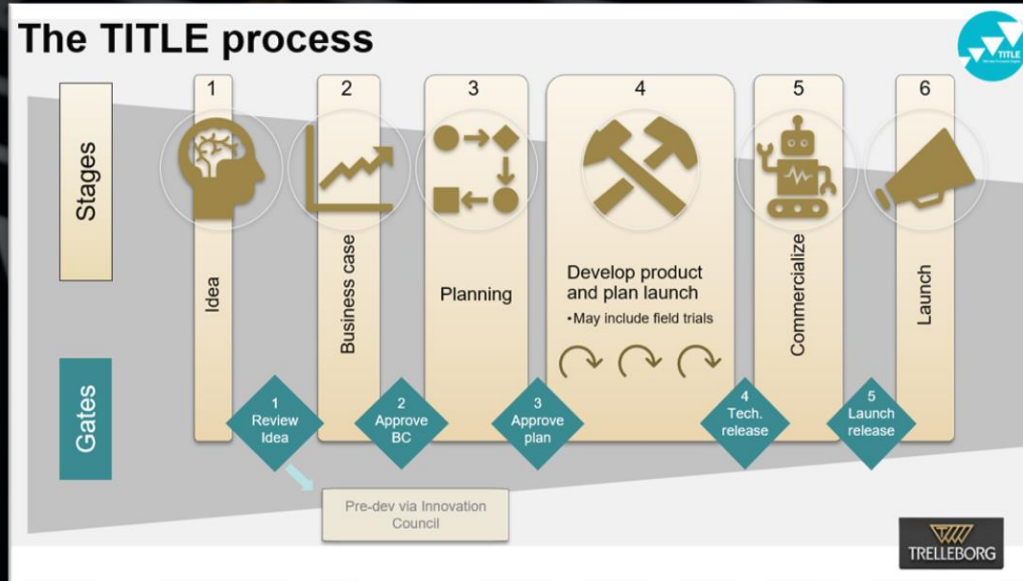 The TITLE process
TITLE
Stages
1
Idea
2
Business case
3
Planning
4
Develop product
and plan launch
•May include field trials
5
Commercialize
6
Launch
Gates
1
Review
Idea
2
Approve
BC
3
Approve
plan
4
Tech.
release
5
Launch
release
Pre-dev via Innovation
Council
TRELLEBORG